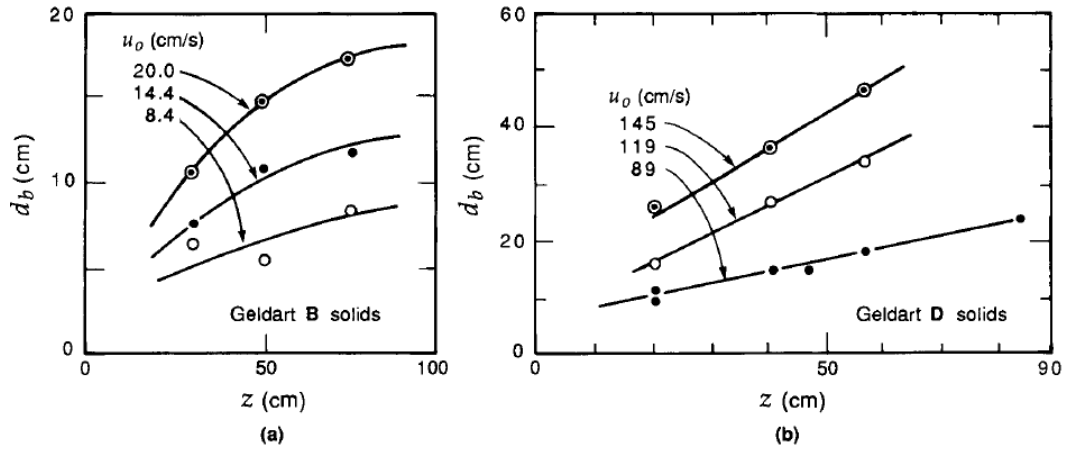 20
u₀ (cm/s)
20.0
14.4
8.4
d_b (cm)
10
Geldart B solids
0
0
50
100
z (cm)
(a)
60
u₀ (cm/s)
145
119
89
40
d_b (cm)
20
Geldart D solids
0
0
50
90
z (cm)
(b)